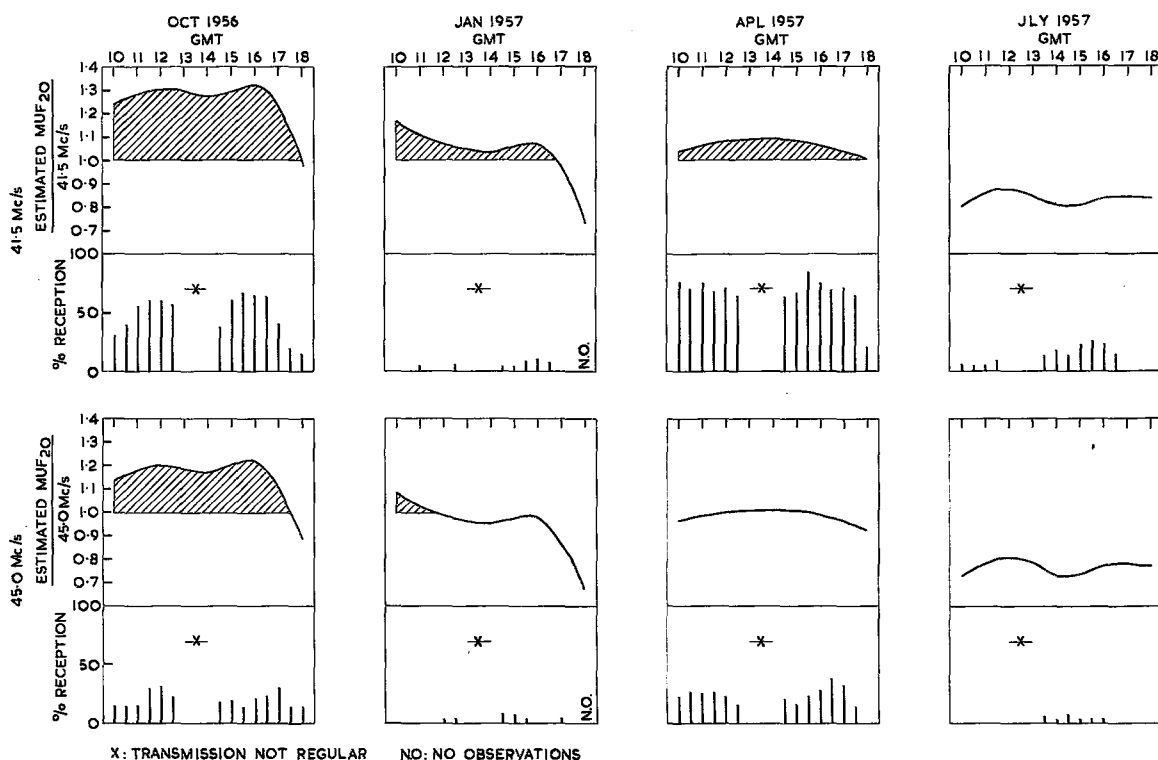 OCT 1956
GMT
10 11 12 13 14 15 16 17 18
JAN 1957
GMT
10 11 12 13 14 15 16 17 18
APL 1957
GMT
10 11 12 13 14 15 16 17 18
JLY 1957
GMT
10 11 12 13 14 15 16 17 18
41·5 Mc/s
ESTIMATED MUF20
41·5 Mc/s
1·4
1·3
1·2
1·1
1·0
0·9
0·8
0·7
% RECEPTION
100
50
0
X
X
X
X
N.O.
45·0 Mc/s
ESTIMATED MUF20
45·0 Mc/s
1·4
1·3
1·2
1·1
1·0
0·9
0·8
0·7
% RECEPTION
100
50
0
X
X
X
X
N.O.
X: TRANSMISSION NOT REGULAR NO: NO OBSERVATIONS